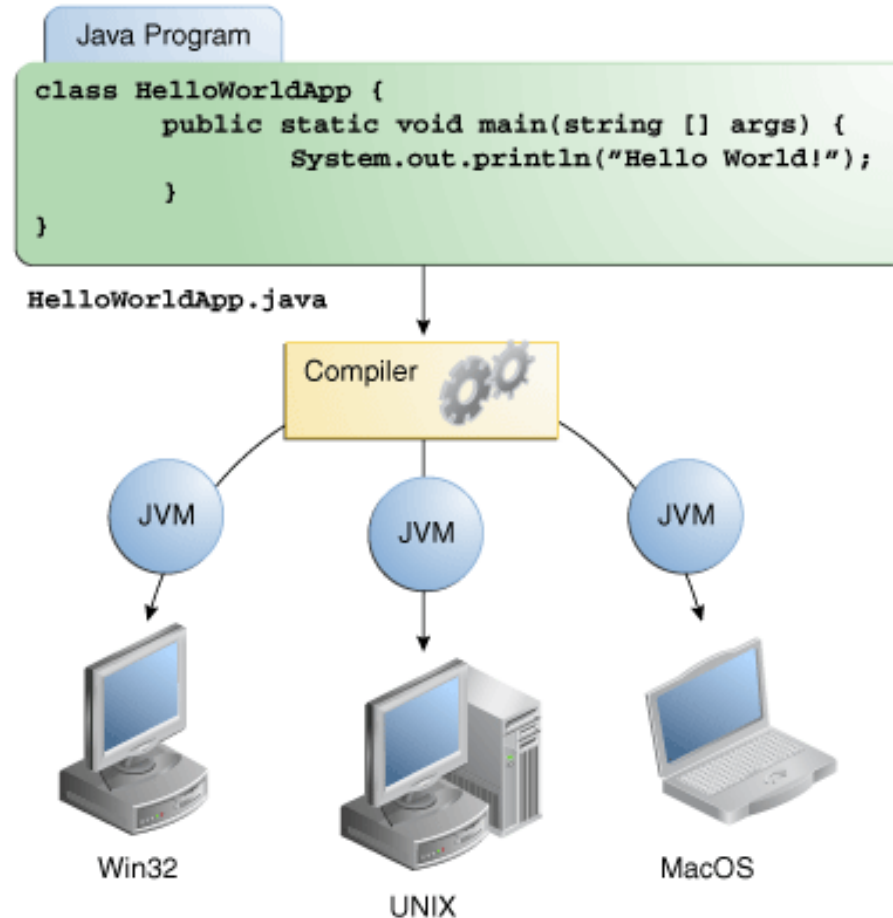 Java Program
class HelloWorldApp {
public static void main(string [] args) {
System.out.println("Hello World!");
}
}
HelloWorldApp.java
Compiler
JVM
JVM
JVM
Win32
UNIX
MacOS